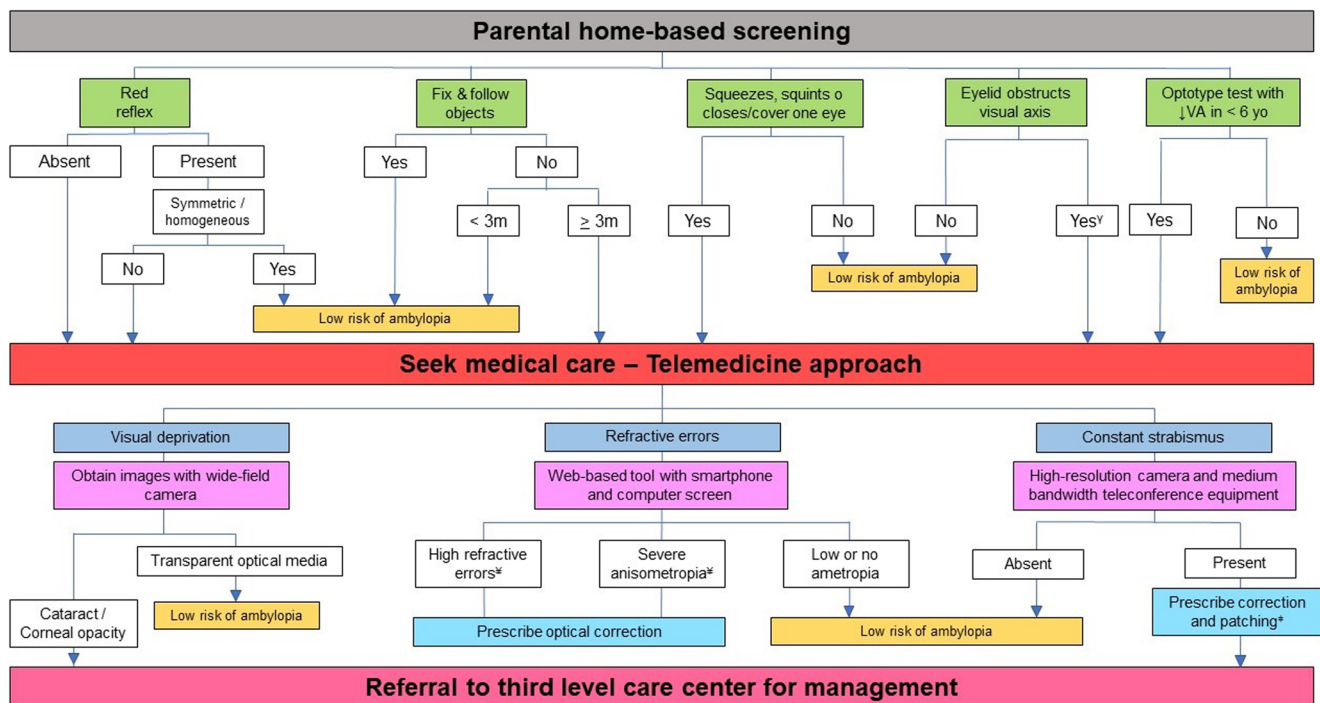 Parental home-based screening
Red
reflex
Fix & follow
objects
Squeezes, squints o
closes/cover one eye
Eyelid obstructs
visual axis
Optotype test with
↓VA in < 6 yo
Absent
Present
Yes
No
Symmetric /
homogeneous
< 3m
≥ 3m
Yes
No
No
Yesᵞ
Yes
No
No
Yes
Low risk of ambylopia
Low risk of ambylopia
Low risk of
ambylopia
Seek medical care – Telemedicine approach
Visual deprivation
Refractive errors
Constant strabismus
Obtain images with wide-field
camera
Web-based tool with smartphone
and computer screen
High-resolution camera and medium
bandwidth teleconference equipment
Transparent optical media
High refractive
errors¥
Severe
anisometropia¥
Low or no
ametropia
Absent
Present
Cataract /
Corneal opacity
Low risk of ambylopia
Prescribe optical correction
Low risk of ambylopia
Prescribe correction
and patching⁺
Referral to third level care center for management